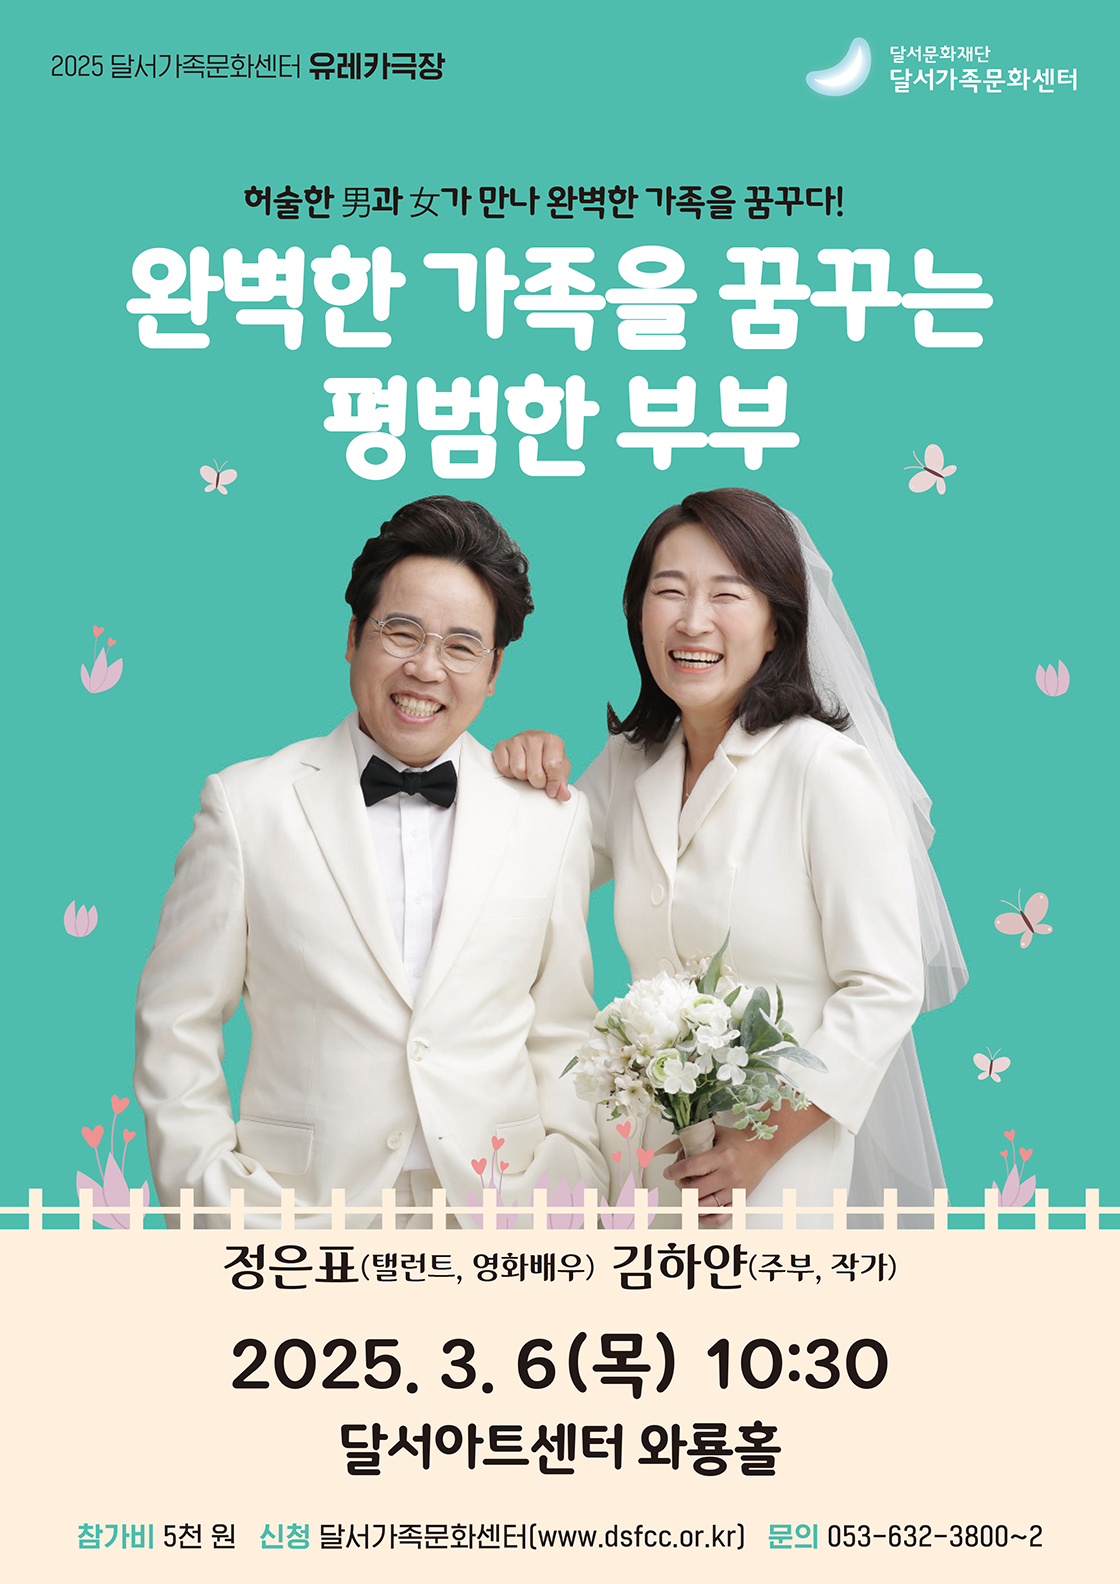 2025 달서가족문화센터 유레카극장
달서문화재단
달서가족문화센터
허술한 男과 女가 만나 완벽한 가족을 꿈꾸다!
완벽한 가족을 꿈꾸는
평범한 부부
정은표(탤런트, 영화배우) 김하얀(주부, 작가)
2025. 3. 6(목) 10:30
달서아트센터 와룡홀
참가비 5천 원 신청 달서가족문화센터(www.dsfcc.or.kr) 문의 053-632-3800~2